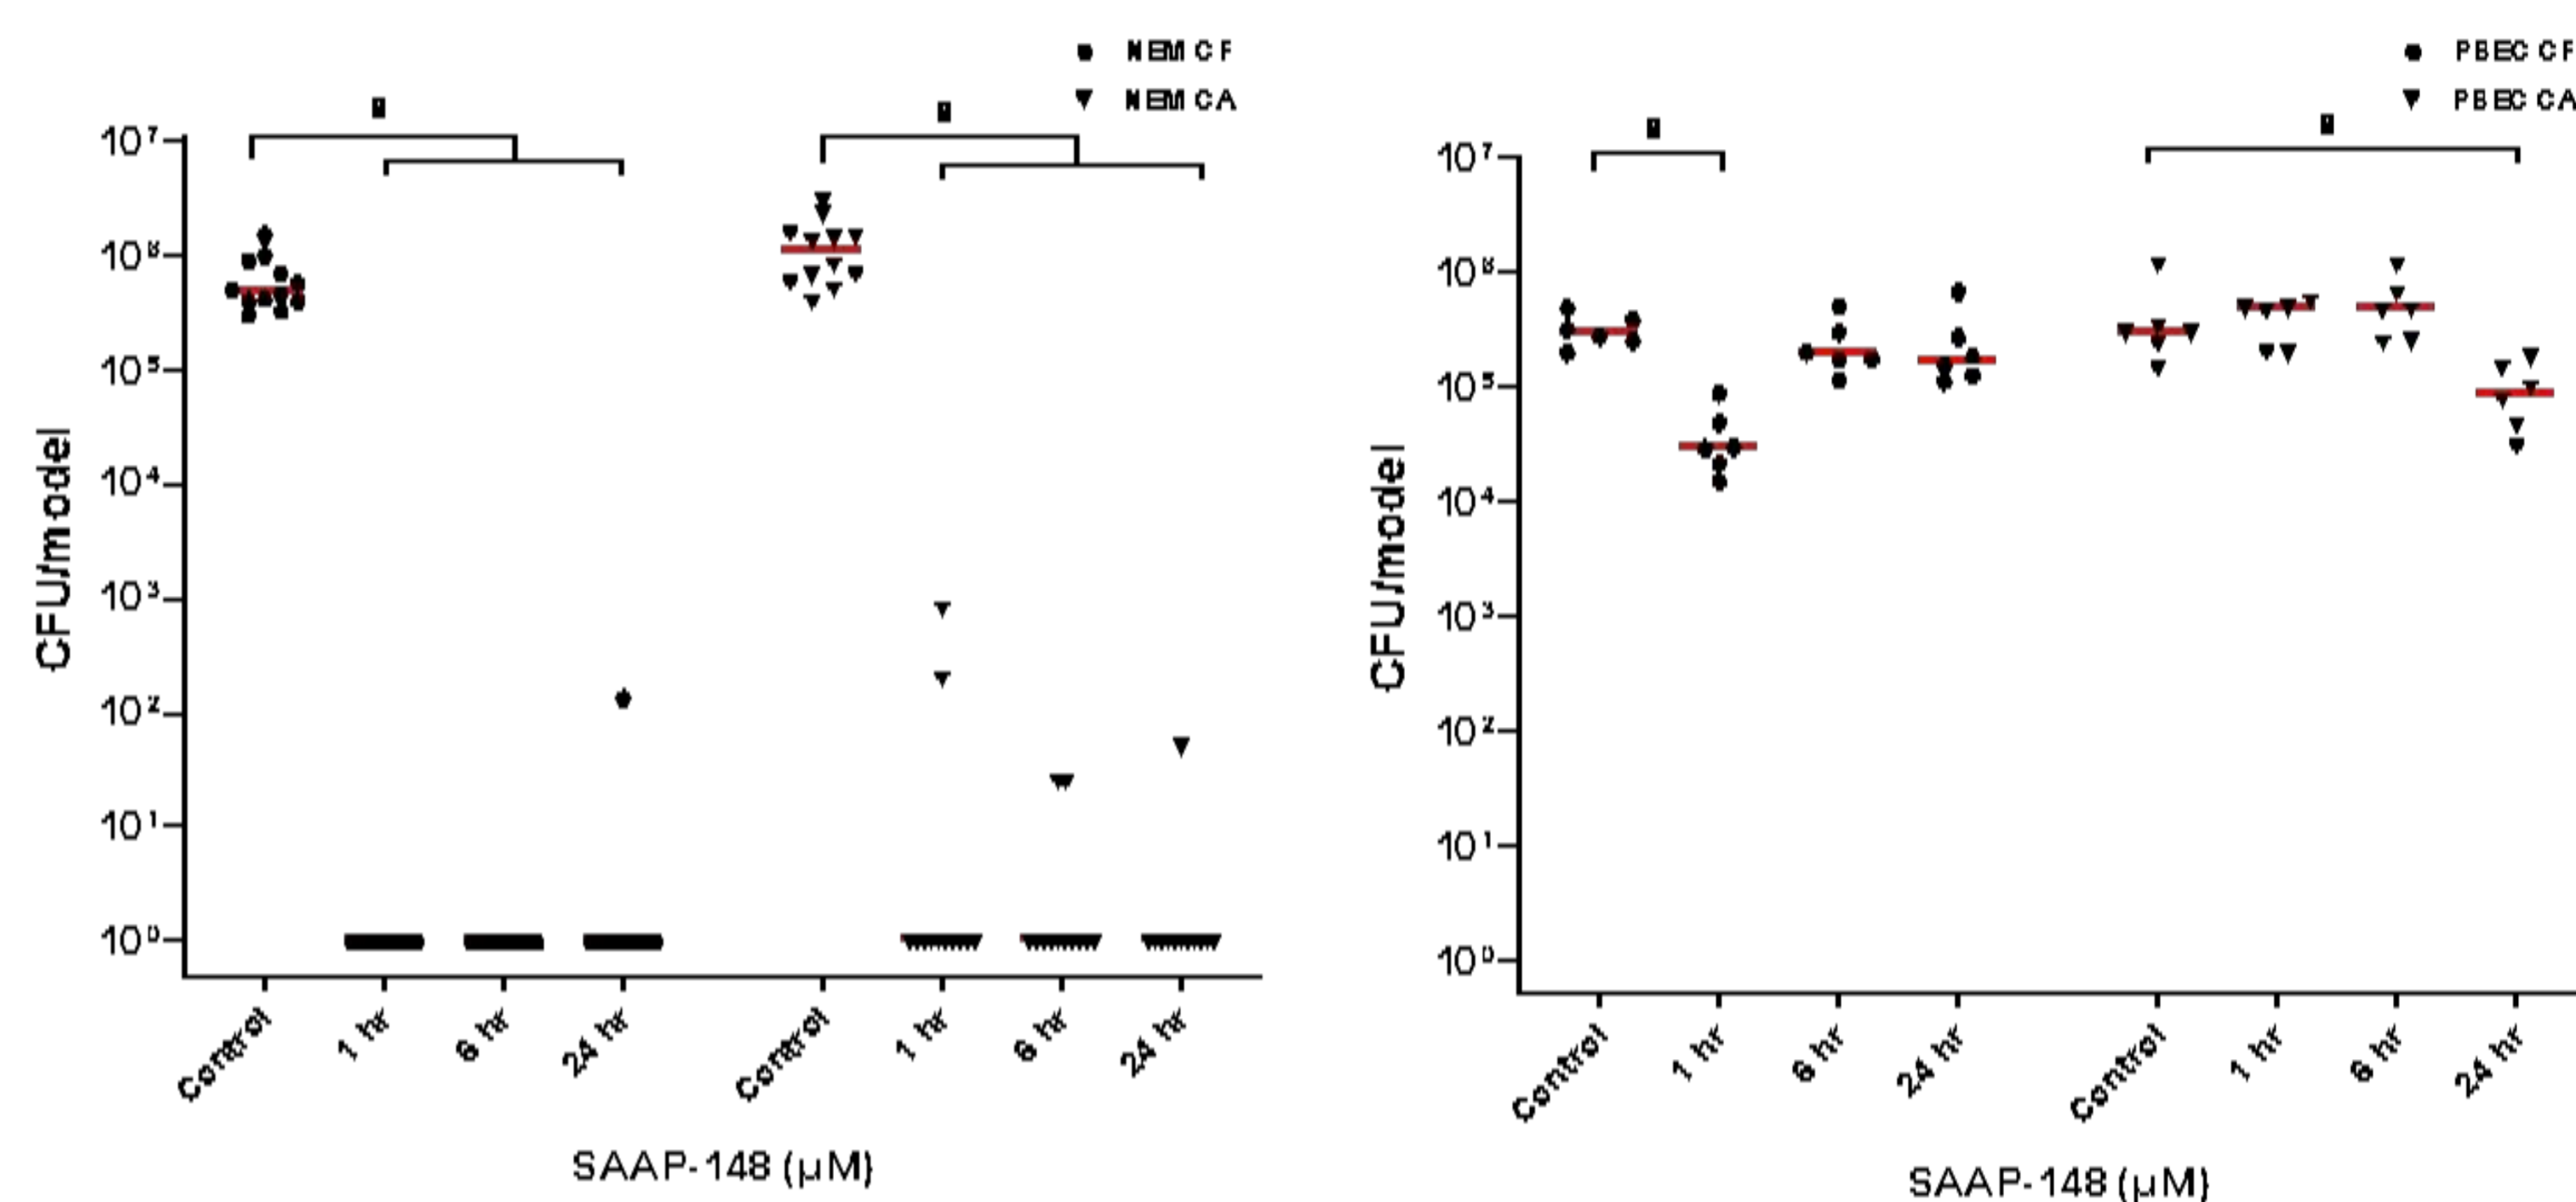 NEM CF
NEM CA
CFU/model
10⁷
10⁶
10⁵
10⁴
10³
10²
10¹
10⁰
Control
1 hr
6 hr
24 hr
Control
1 hr
6 hr
24 hr
SAAP-148 (µM)
PBEC CF
PBEC CA
CFU/model
10⁷
10⁶
10⁵
10⁴
10³
10²
10¹
10⁰
Control
1 hr
6 hr
24 hr
Control
1 hr
6 hr
24 hr
SAAP-148 (µM)